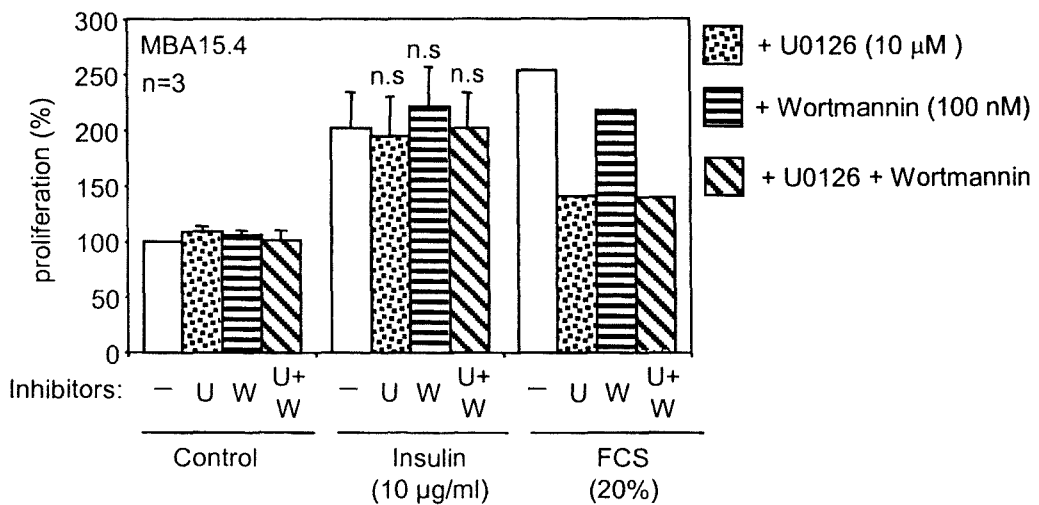 300
250
200
150
100
50
0
proliferation (%)
MBA15.4
n=3
n.s
n.s
n.s
+ U0126 (10 μM )
+ Wortmannin (100 nM)
+ U0126 + Wortmannin
Inhibitors: – U W U+ W – U W U+ W – U W U+ W
Control
Insulin
(10 μg/ml)
FCS
(20%)